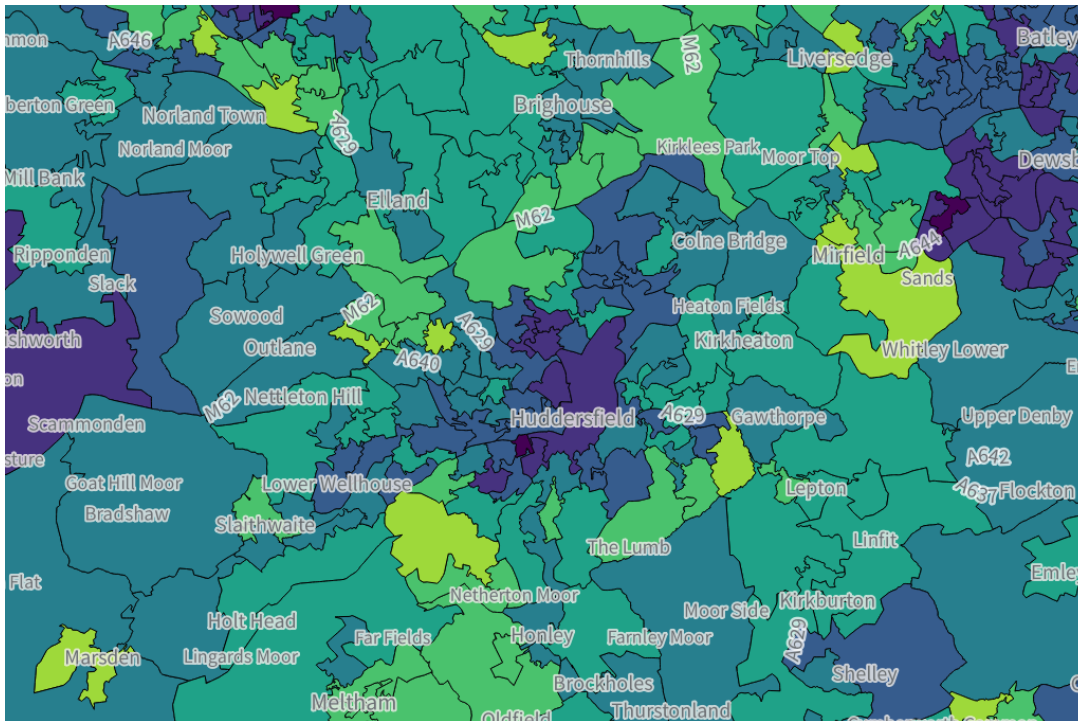 A646
Batley
Thornhills
M62
Liversedge
Brighouse
Norland Town
A629
Norland Moor
Kirklees Park
Moor Top
Mill Bank
Elland
M62
Ripponden
Holywell Green
Colne Bridge
Mirfield
A644
Slack
Sands
Sowood
M62
A629
Heaton Fields
Outlane
A640
Kirkheaton
Whitley Lower
Nettleton Hill
M62
Huddersfield
A629
Gawthorpe
Upper Denby
Scammonden
A642
Goat Hill Moor
Lower Wellhouse
Lepton
A637
Flockton
Bradshaw
Slaithwaite
The Lumb
Linfit
Flat
Netherton Moor
Kirkburton
Holt Head
Moor Side
Far Fields
Honley
Farnley Moor
A629
Marsden
Lingards Moor
Shelley
Meltham
Brockholes
Thurstonland
Oldfield